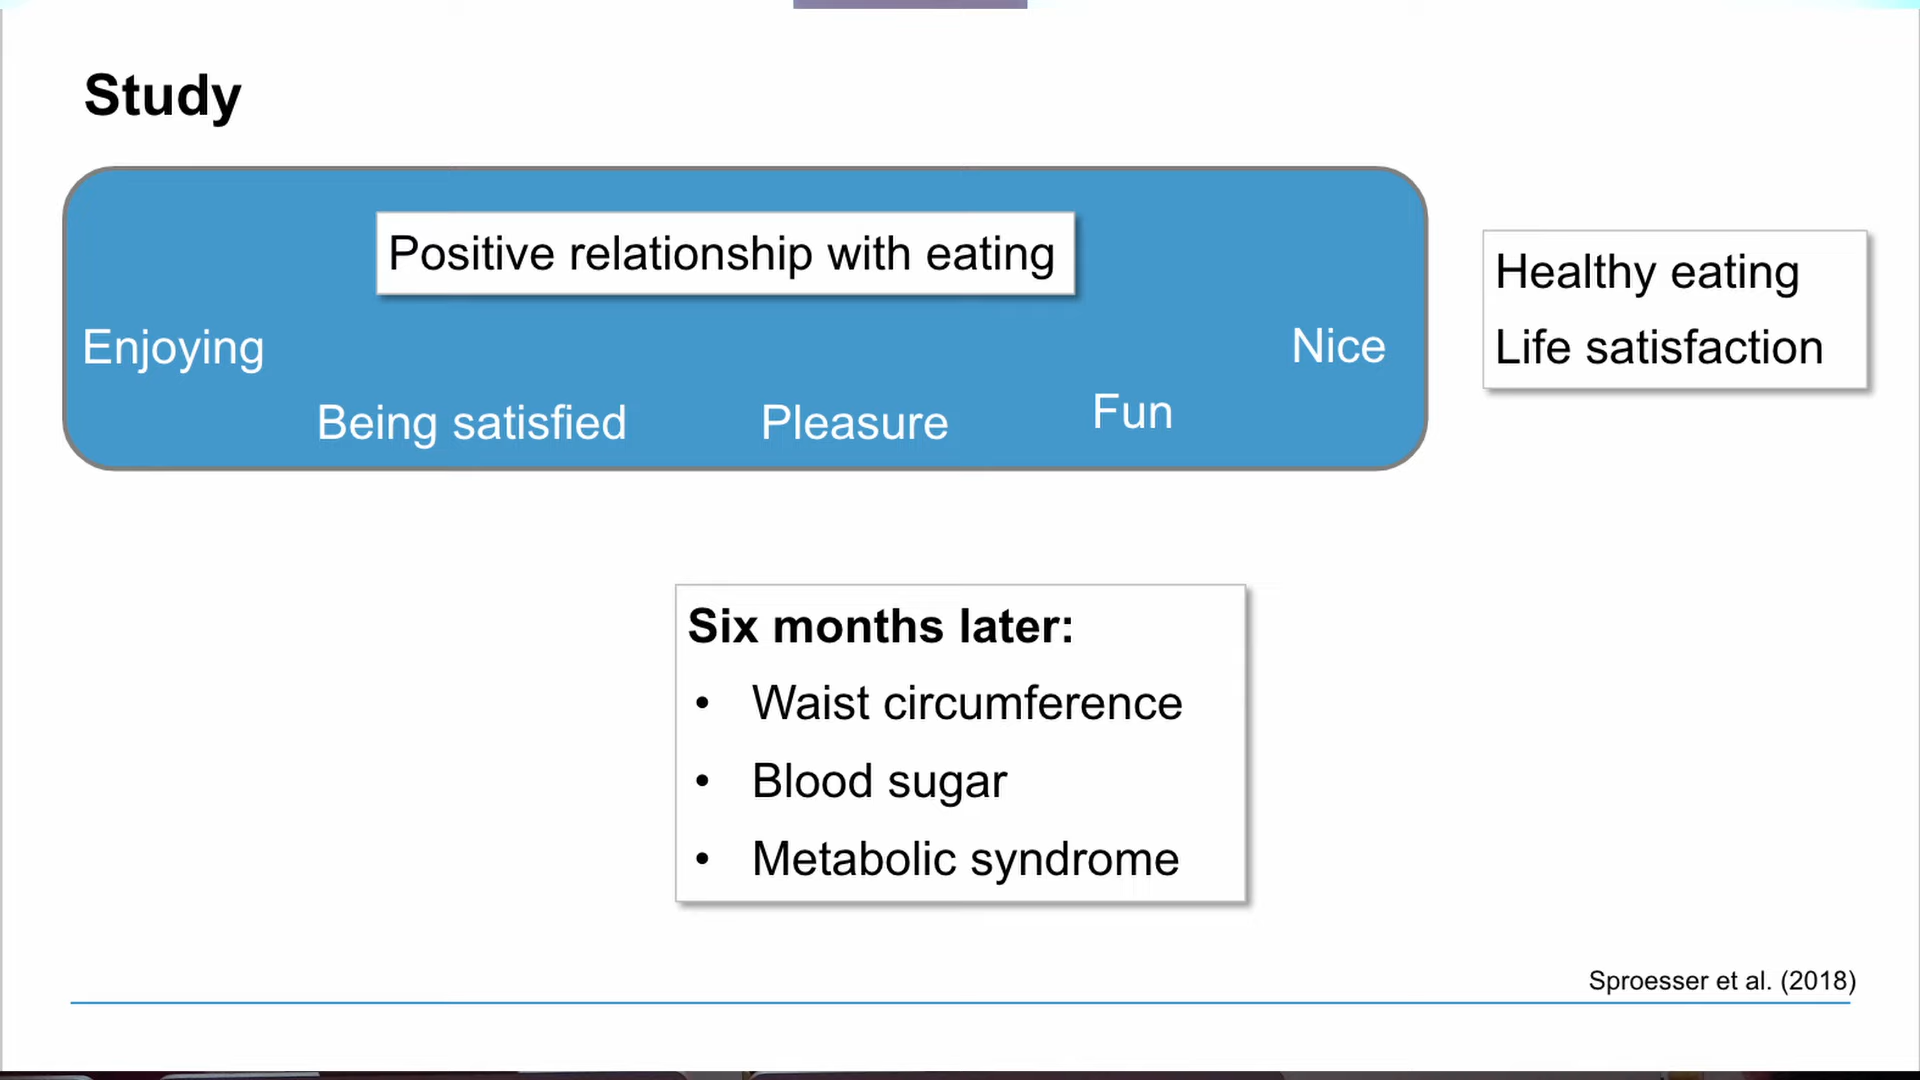 Study
Positive relationship with eating
Enjoying
Being satisfied
Pleasure
Fun
Nice
Healthy eating
Life satisfaction
Six months later:
• Waist circumference
• Blood sugar
• Metabolic syndrome
Sproesser et al. (2018)